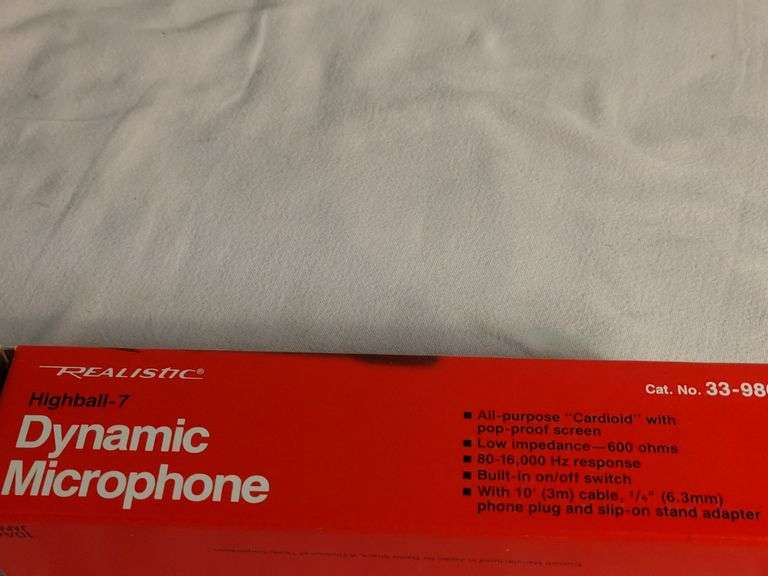 REALISTIC®
Highball-7
Dynamic
Microphone
Cat. No. 33-98
■ All-purpose "Cardioid" with
pop-proof screen
■ Low impedance—600 ohms
■ 80-16,000 Hz response
■ Built-in on/off switch
■ With 10' (3m) cable, 1/4" (6.3mm)
phone plug and slip-on stand adapter